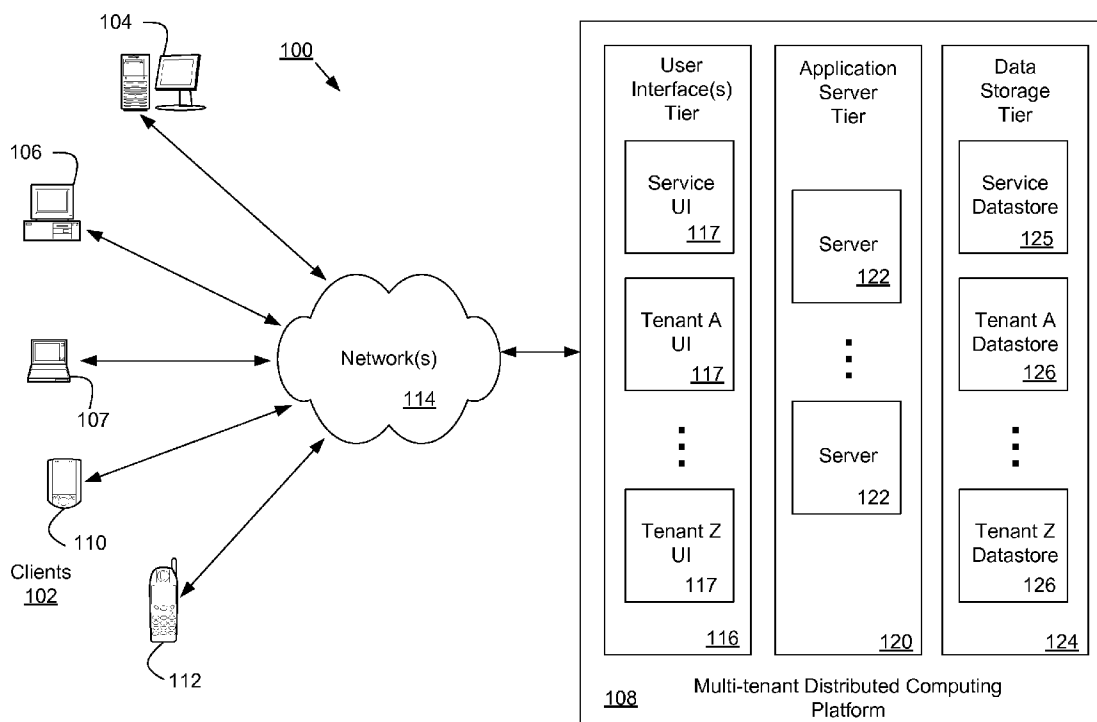 104
100
106
107
110
Clients
102
112
Network(s)
114
User
Interface(s)
Tier
Service
UI
117
Tenant A
UI
117
Tenant Z
UI
117
116
Application
Server
Tier
Server
122
Server
122
120
Data
Storage
Tier
Service
Datastore
125
Tenant A
Datastore
126
Tenant Z
Datastore
126
124
108
Multi-tenant Distributed Computing
Platform